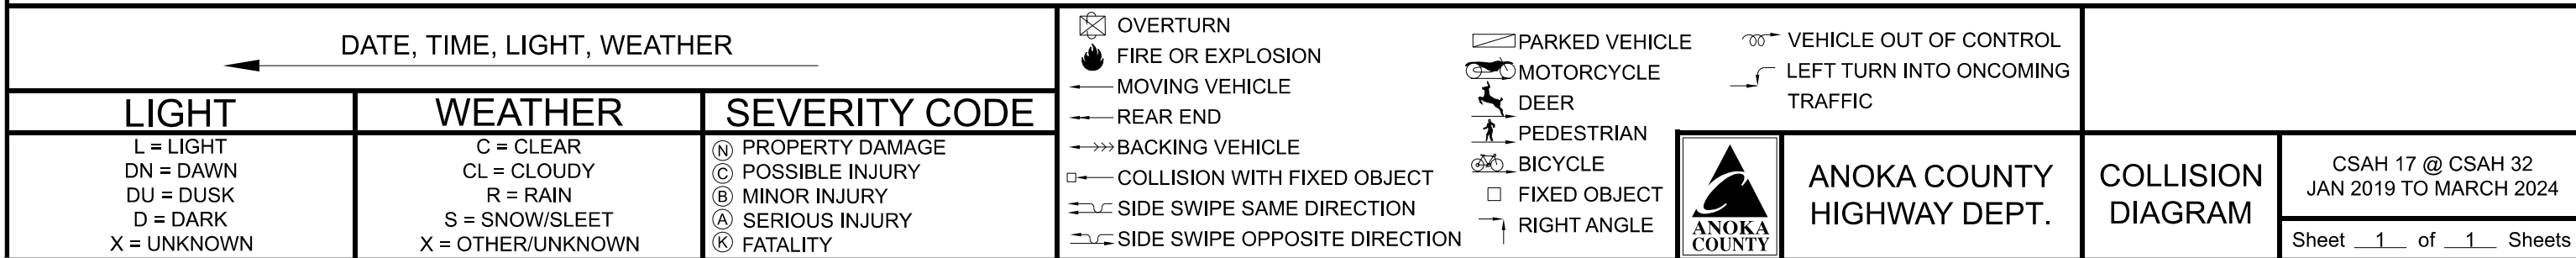 DATE, TIME, LIGHT, WEATHER
LIGHT
L = LIGHT
DN = DAWN
DU = DUSK
D = DARK
X = UNKNOWN
WEATHER
C = CLEAR
CL = CLOUDY
R = RAIN
S = SNOW/SLEET
X = OTHER/UNKNOWN
SEVERITY CODE
N PROPERTY DAMAGE
C POSSIBLE INJURY
B MINOR INJURY
A SERIOUS INJURY
K FATALITY
OVERTURN
FIRE OR EXPLOSION
MOVING VEHICLE
REAR END
BACKING VEHICLE
COLLISION WITH FIXED OBJECT
SIDE SWIPE SAME DIRECTION
SIDE SWIPE OPPOSITE DIRECTION
PARKED VEHICLE
MOTORCYCLE
DEER
PEDESTRIAN
BICYCLE
FIXED OBJECT
RIGHT ANGLE
VEHICLE OUT OF CONTROL
LEFT TURN INTO ONCOMING
TRAFFIC
ANOKA
COUNTY
ANOKA COUNTY
HIGHWAY DEPT.
COLLISION
DIAGRAM
CSAH 17 @ CSAH 32
JAN 2019 TO MARCH 2024
Sheet 1 of 1 Sheets